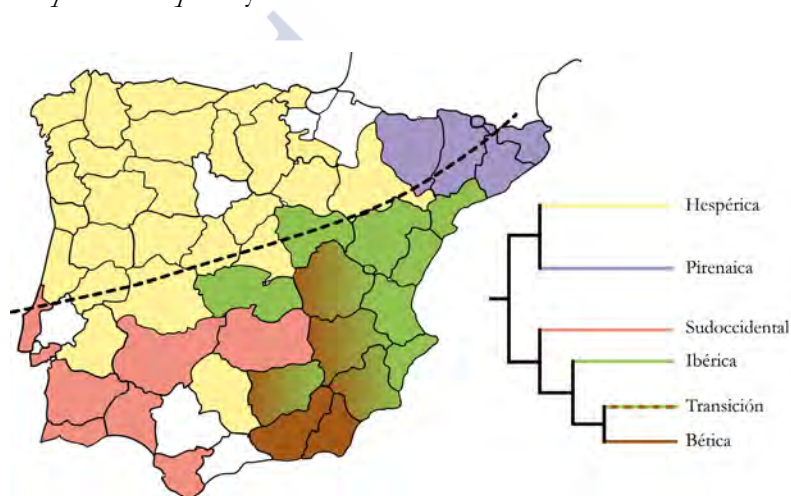 Hespérica
Pirenaica
Sudoccidental
Ibérica
Transición
Bética